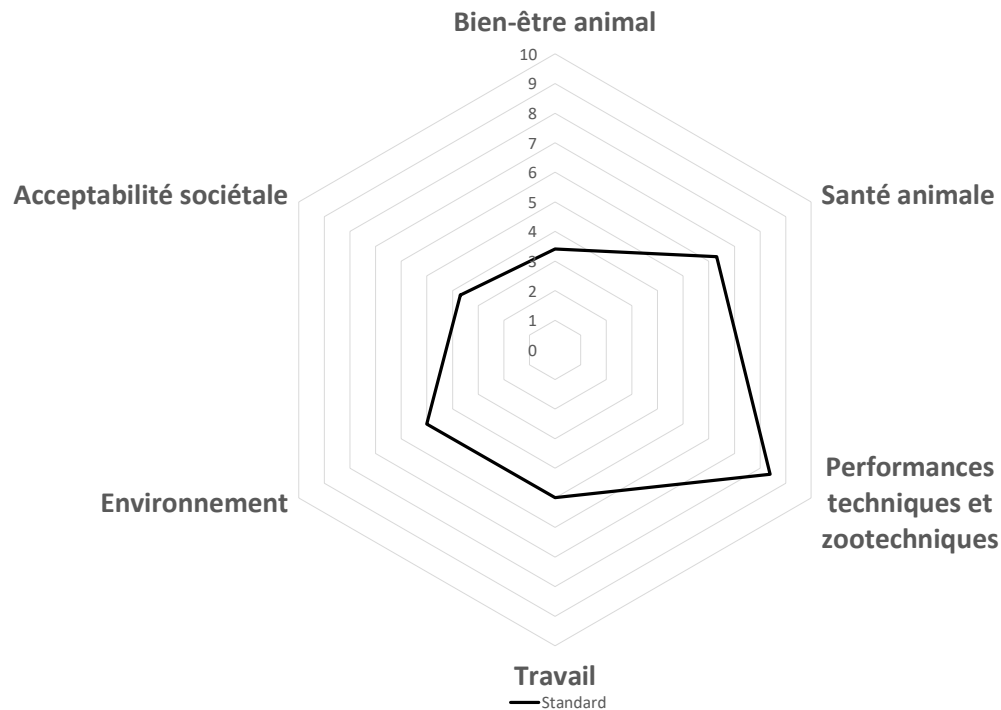 Bien-être animal
10
9
8
7
6
5
4
3
2
1
0
Acceptabilité sociétale
Santé animale
Environnement
Performances
techniques et
zootechniques
Travail
Standard